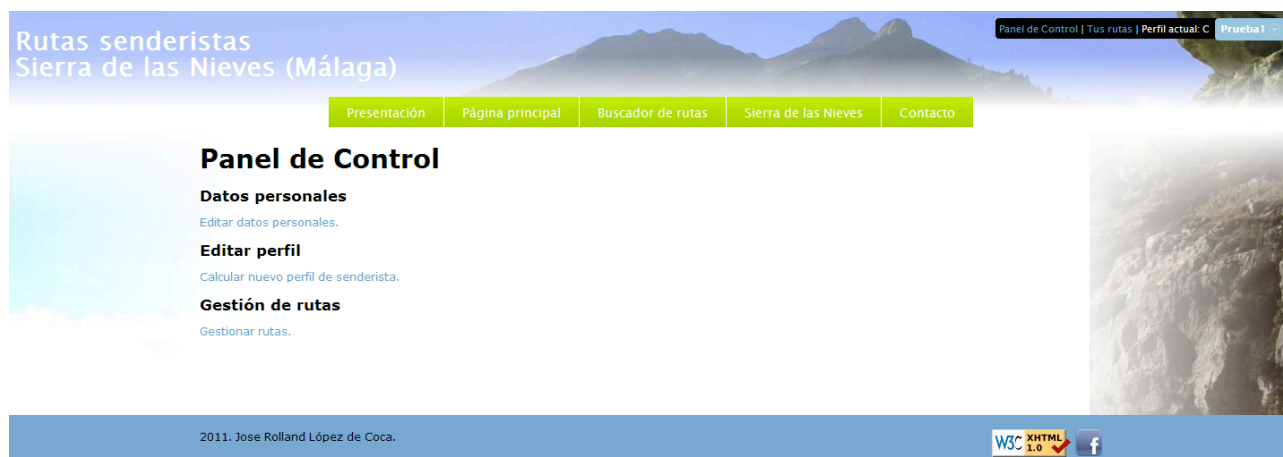 Rutas senderistas
Sierra de las Nieves (Málaga)
Panel de Control | Tus rutas | Perfil actual: C Prueba1
Presentación Página principal Buscador de rutas Sierra de las Nieves Contacto
Panel de Control
Datos personales
Editar datos personales.
Editar perfil
Calcular nuevo perfil de senderista.
Gestión de rutas
Gestionar rutas.
2011. Jose Rolland López de Coca.
W3C XHTML
1.0
f